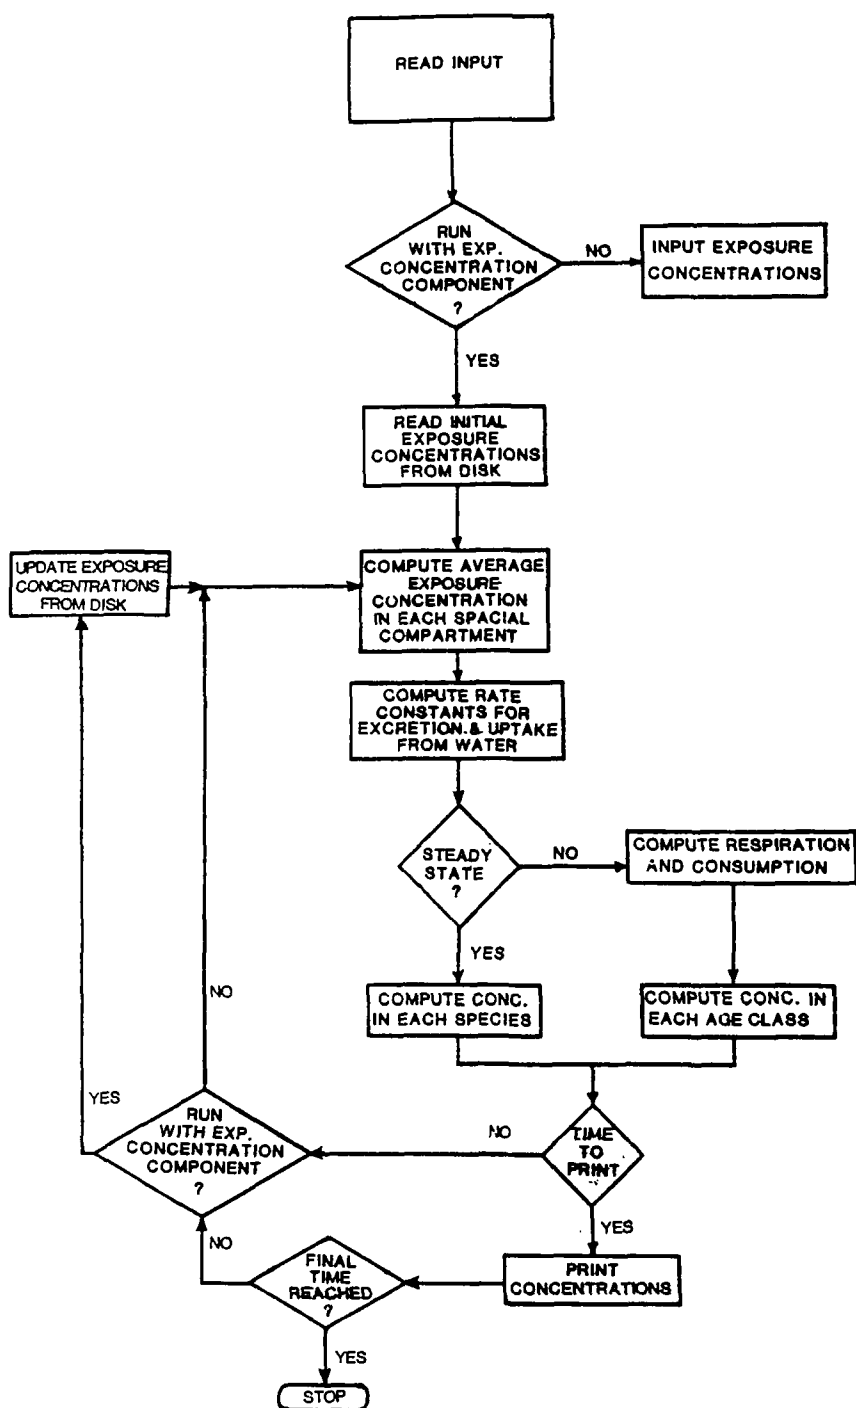 READ INPUT
RUN
WITH EXP.
CONCENTRATION
COMPONENT
?
NO
INPUT EXPOSURE
CONCENTRATIONS
YES
READ INITIAL
EXPOSURE
CONCENTRATIONS
FROM DISK
UPDATE EXPOSURE
CONCENTRATIONS
FROM DISK
COMPUTE AVERAGE
EXPOSURE
CONCENTRATION
IN EACH SPACIAL
COMPARTMENT
COMPUTE RATE
CONSTANTS FOR
EXCRETION.& UPTAKE
FROM WATER
STEADY
STATE
?
NO
COMPUTE RESPIRATION
AND CONSUMPTION
YES
COMPUTE CONC.
IN EACH SPECIES
COMPUTE CONC. IN
EACH AGE CLASS
NO
YES
RUN
WITH EXP.
CONCENTRATION
COMPONENT
?
NO
TIME
TO
PRINT
YES
PRINT
CONCENTRATIONS
NO
FINAL
TIME
REACHED
?
YES
STOP